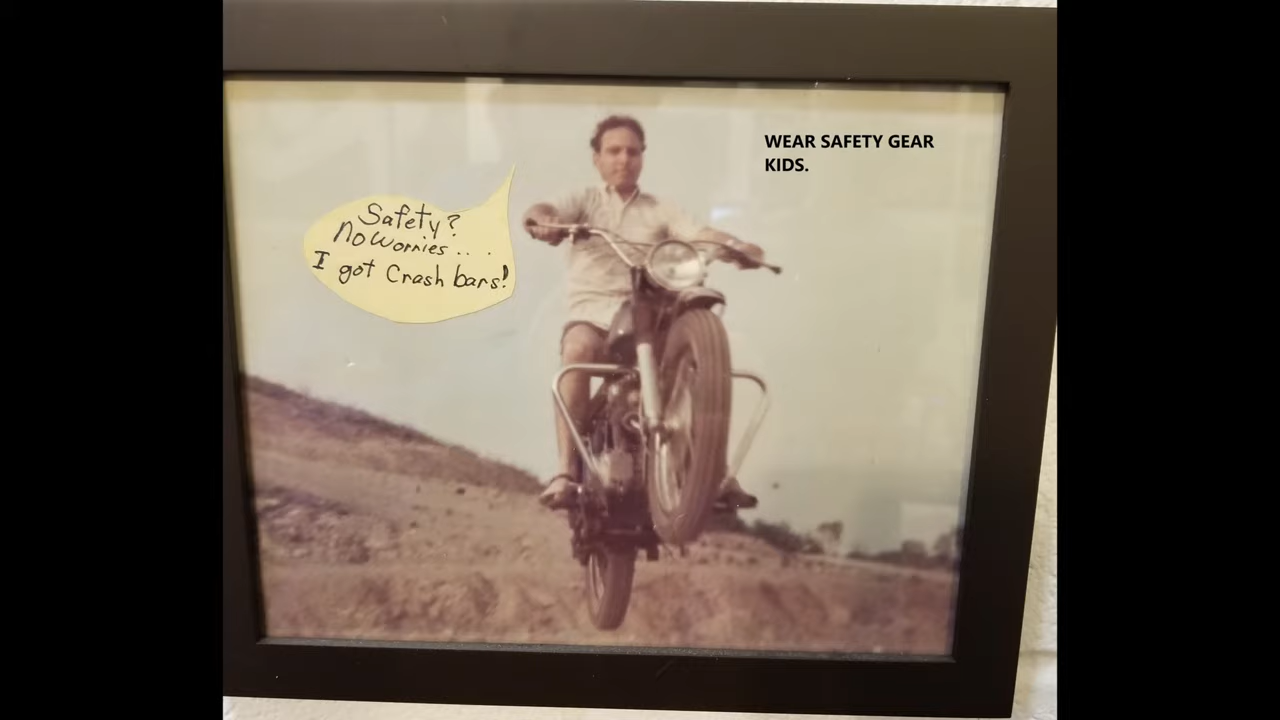 Safety?
No Worries...
I got Crash bars!
WEAR SAFETY GEAR
KIDS.